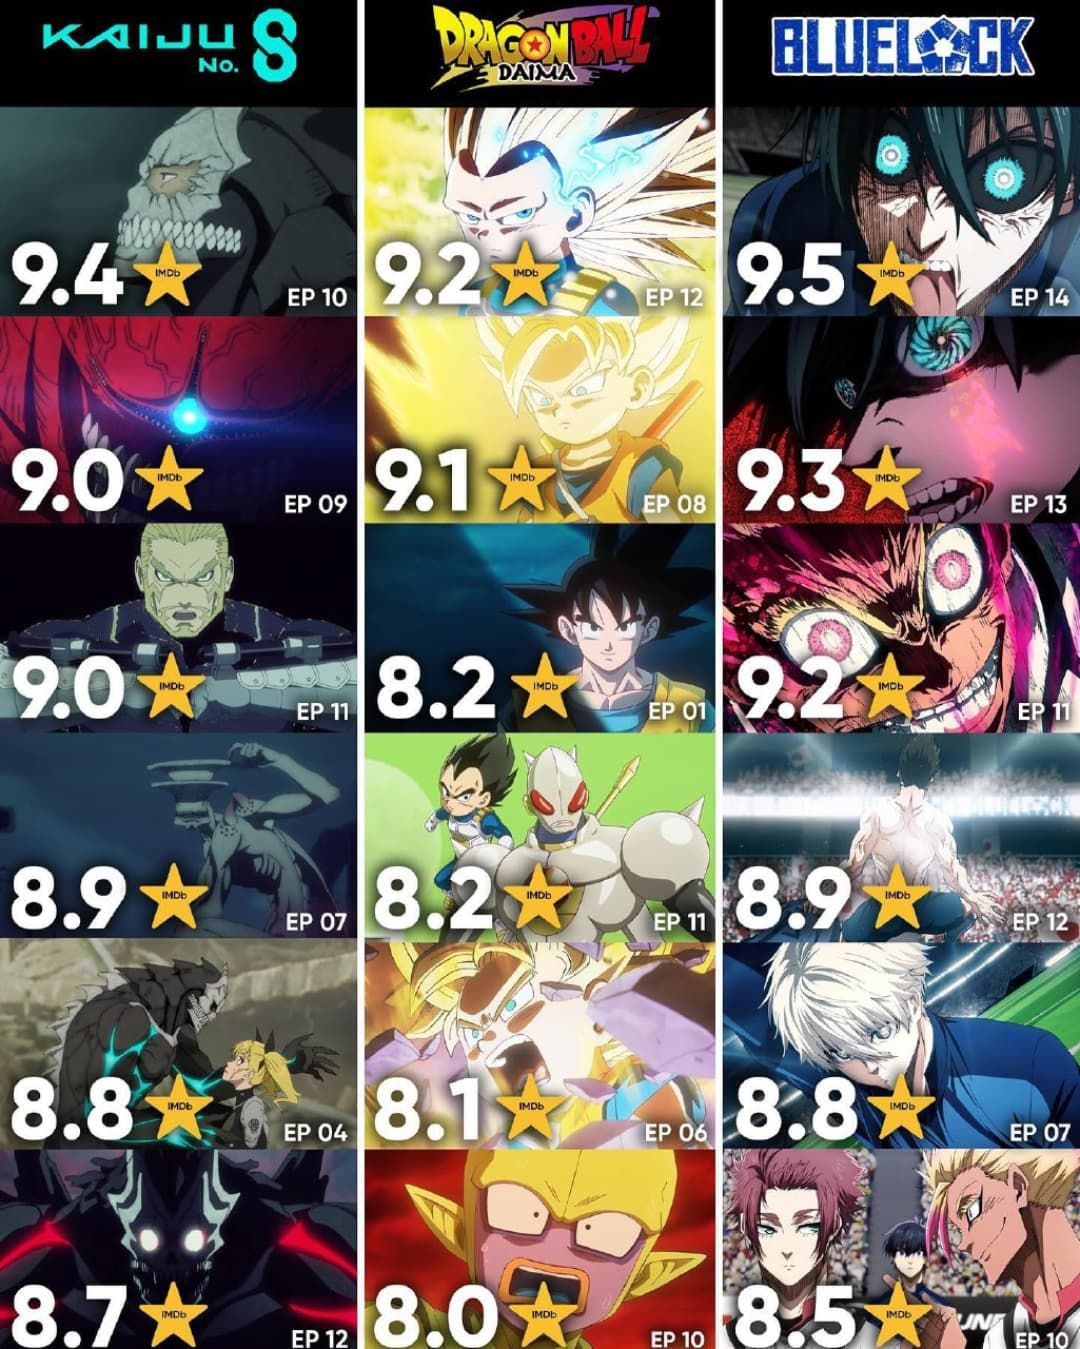 KAIJU No. 8
DRAGON BALL
DAIMA
BLUELOCK
9.4 IMDb EP 10
9.2 IMDb EP 12
9.5 IMDb EP 14
9.0 IMDb EP 09
9.1 IMDb EP 08
9.3 IMDb EP 13
9.0 IMDb EP 11
8.2 IMDb EP 01
9.2 IMDb EP 11
8.9 IMDb EP 07
8.2 IMDb EP 11
8.9 IMDb EP 12
8.8 IMDb EP 04
8.1 IMDb EP 06
8.8 IMDb EP 07
8.7 IMDb EP 12
8.0 IMDb EP 10
8.5 IMDb EP 10